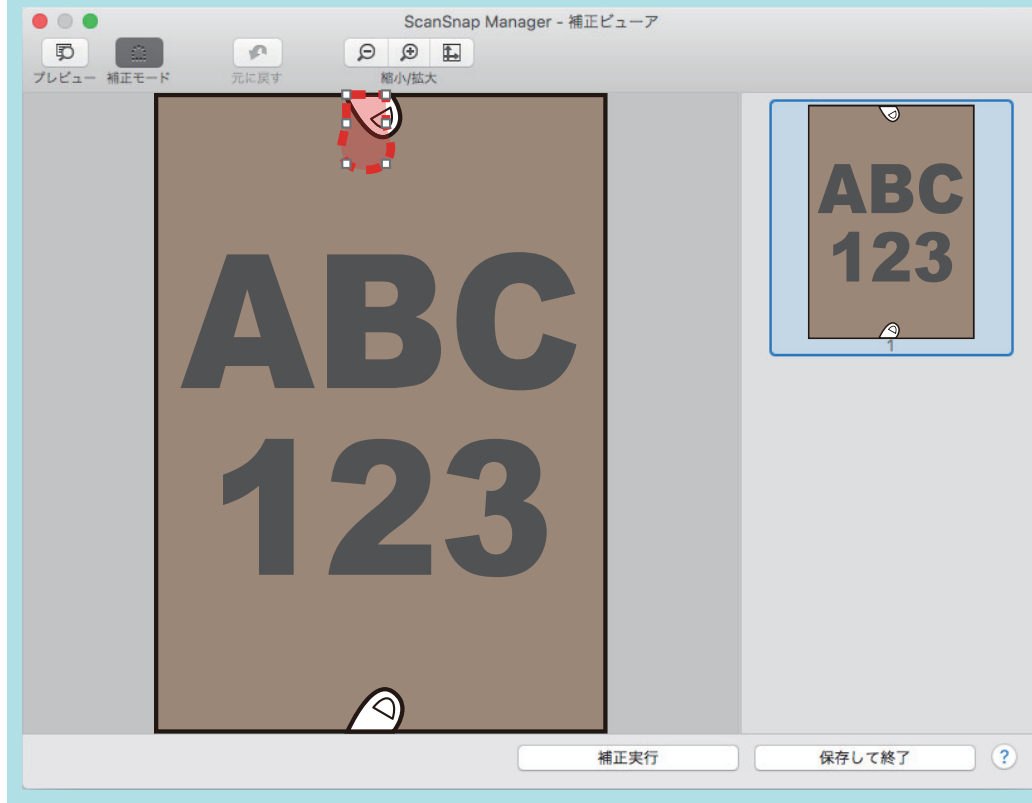 ScanSnap Manager - 補正ビューア
プレビュー 補正モード 元に戻す 縮小/拡大
ABC
123
ABC
123
1
補正実行 保存して終了 ?